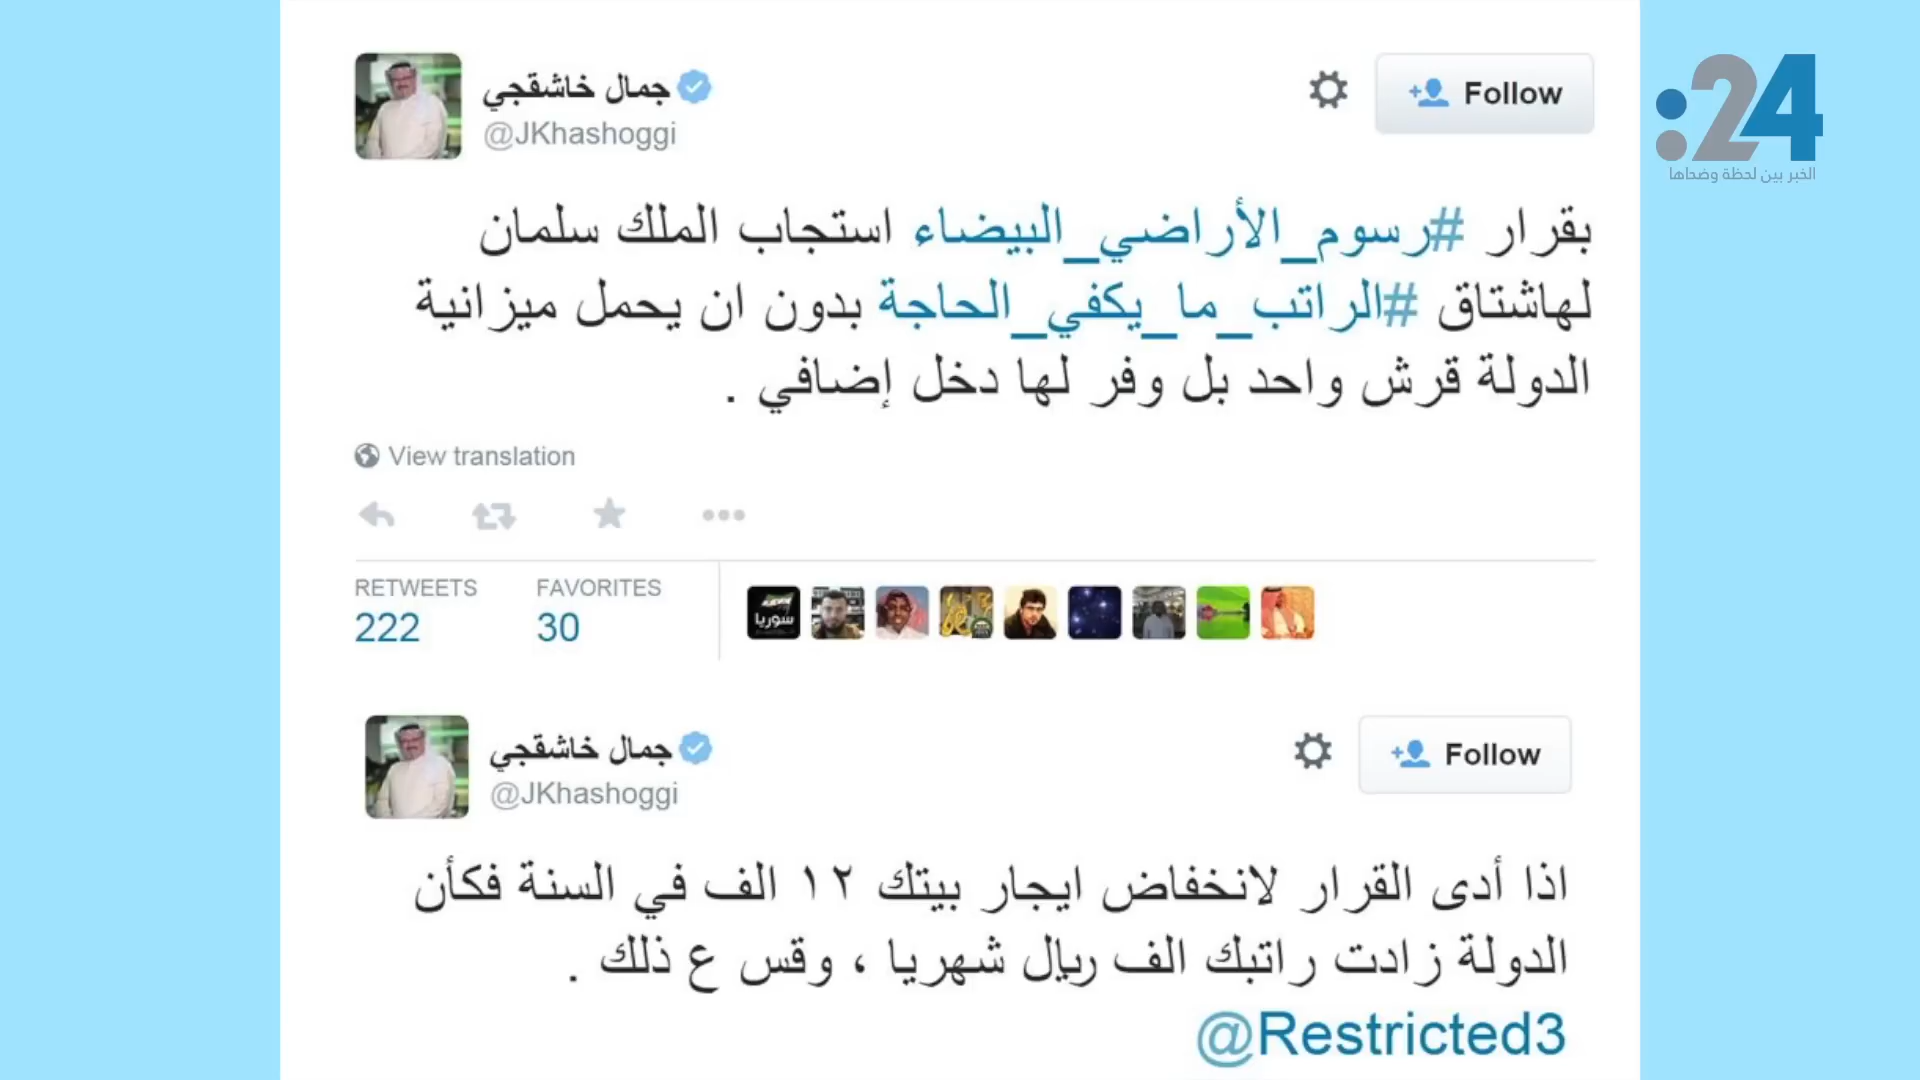 جمال خاشقجي
@JKhashoggi
Follow
:24
الخبر بين لحظة وضحاها
بقرار #رسوم_الأراضي_البيضاء استجاب الملك سلمان
لهاشتاق #الراتب_ما_يكفي_الحاجة بدون ان يحمل ميزانية
الدولة قرش واحد بل وفر لها دخل إضافي .
View translation
RETWEETS
222
FAVORITES
30
سوريا
جمال خاشقجي
@JKhashoggi
Follow
اذا أدى القرار لانخفاض ايجار بيتك ١٢ الف في السنة فكأن
الدولة زادت راتبك الف ريال شهريا ، وقس ع ذلك .
@Restricted3